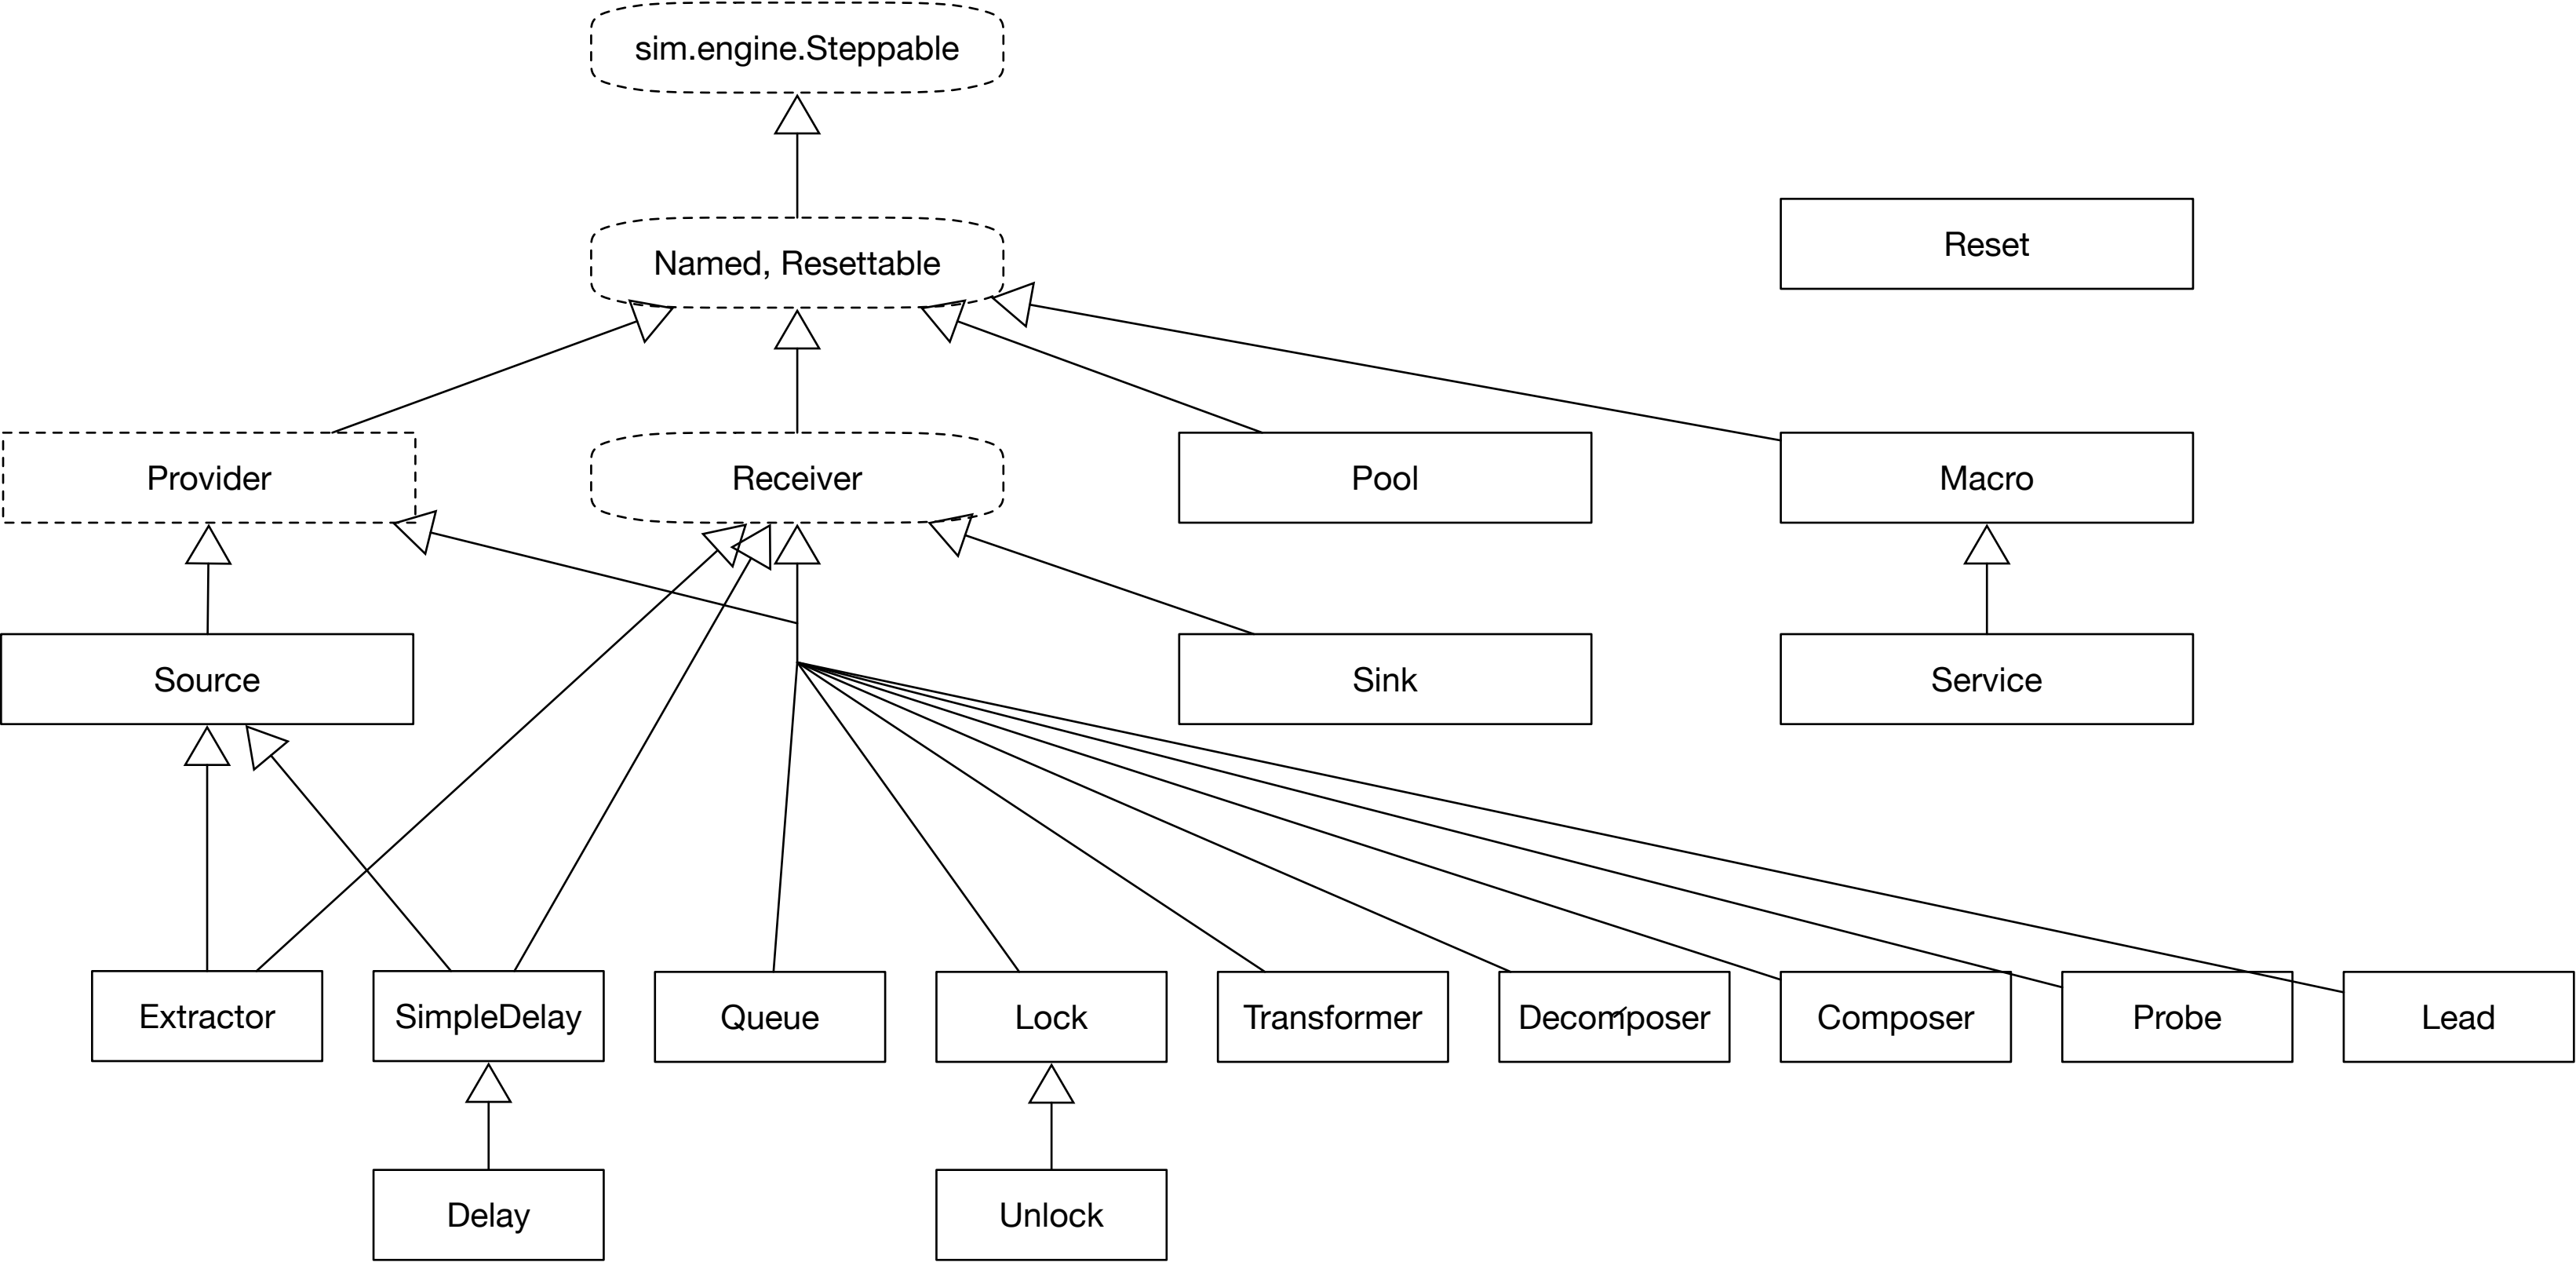 sim.engine.Steppable
Named, Resettable
Reset
Provider
Receiver
Pool
Macro
Source
Sink
Service
Extractor
SimpleDelay
Queue
Lock
Transformer
Decomposer
Composer
Probe
Lead
Delay
Unlock